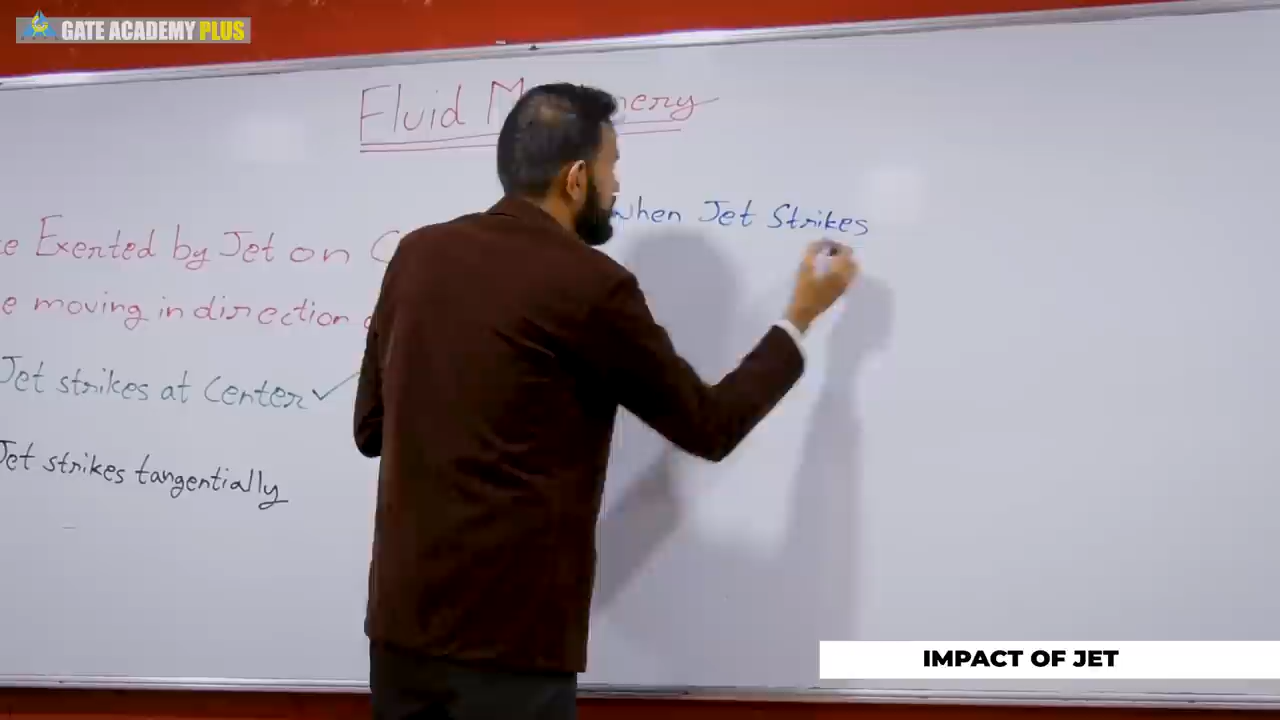 GATE ACADEMY PLUS
Fluid
Exerted by Jet on
moving in direction
Jet strikes at Center ✓
Jet strikes tangentially
when Jet Strikes
IMPACT OF JET